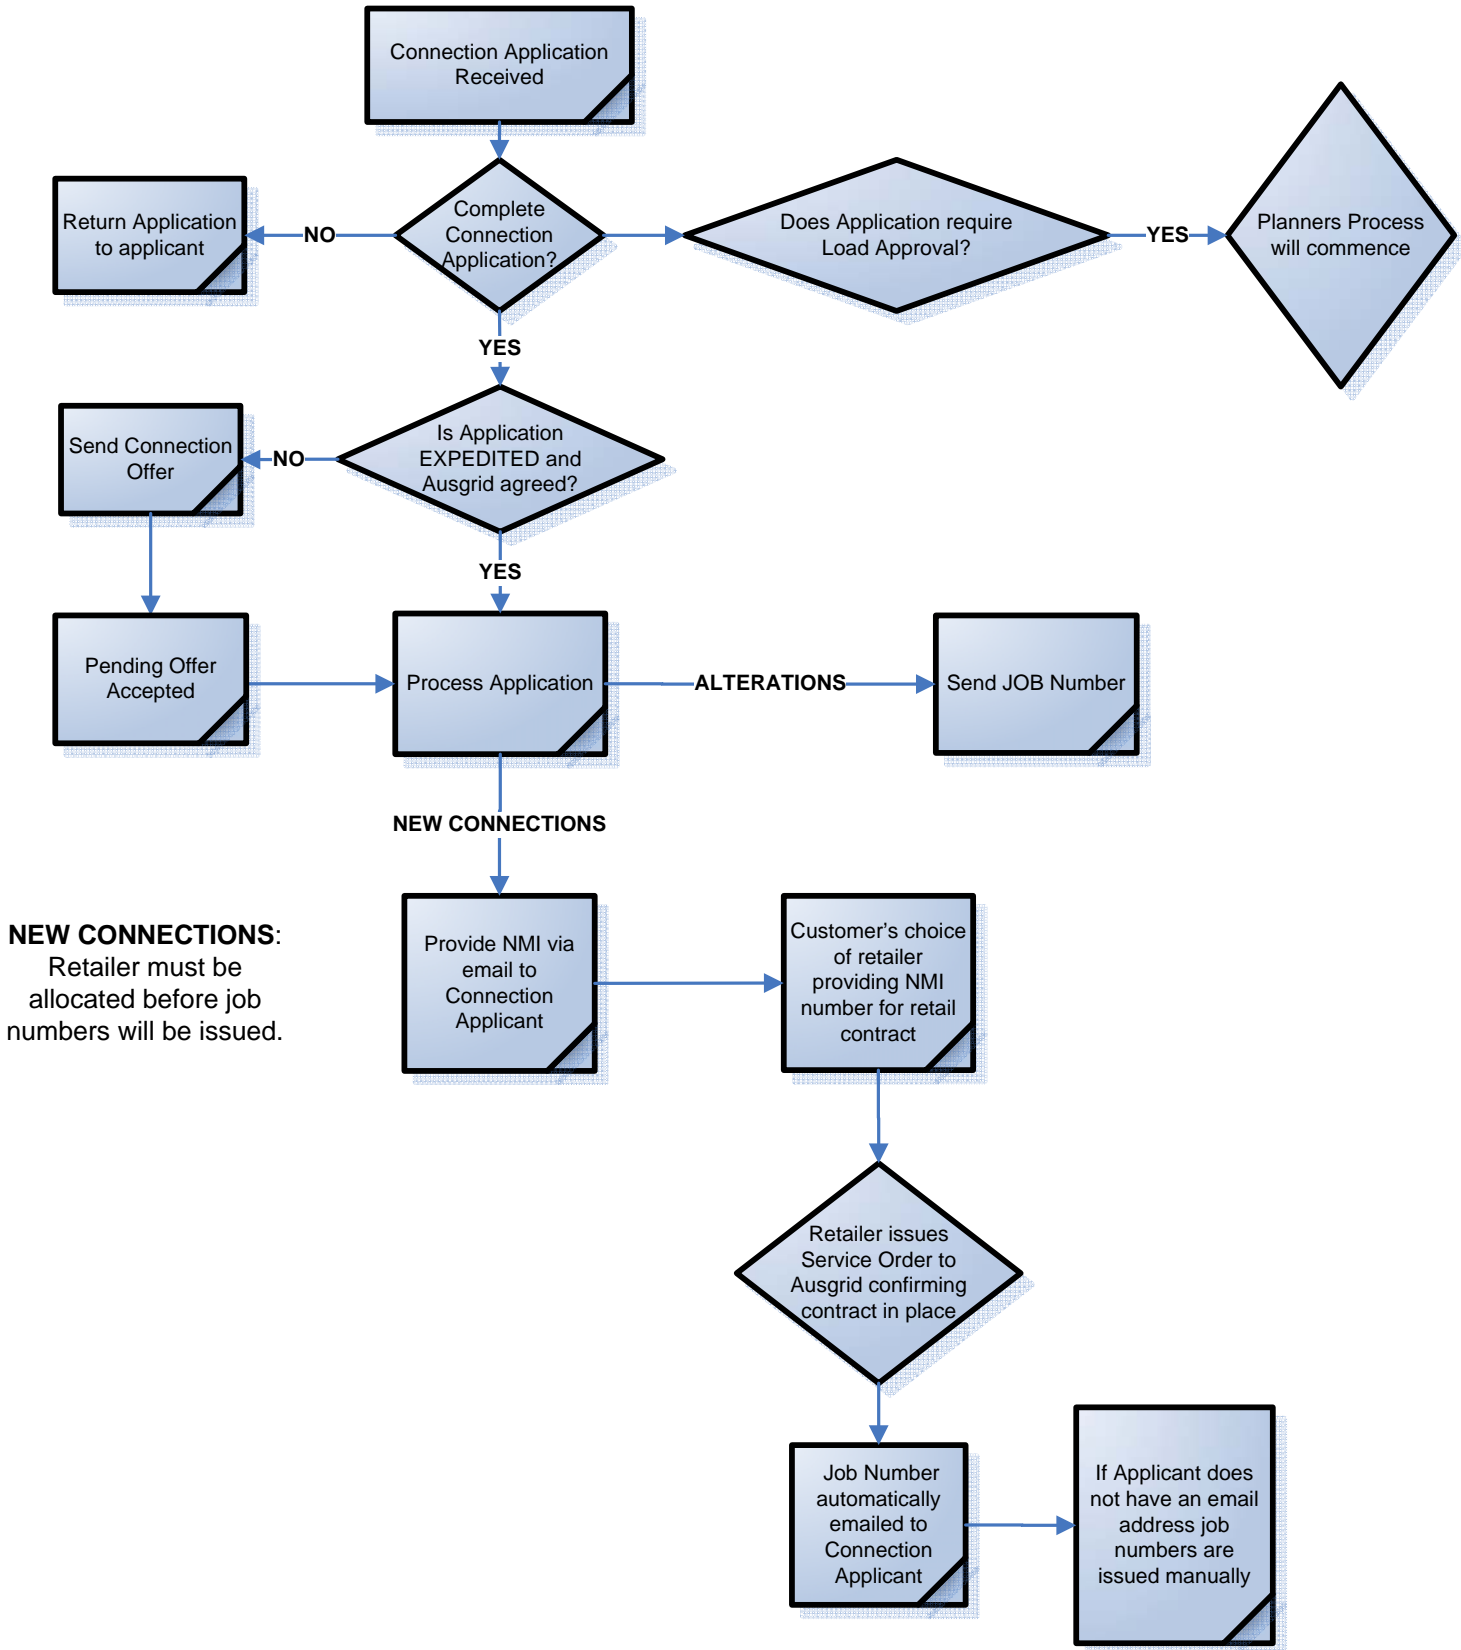 Connection Application
Received
Return Application
to applicant
NO
Complete
Connection
Application?
Does Application require
Load Approval?
YES
Planners Process
will commence
YES
Send Connection
Offer
NO
Is Application
EXPEDITED and
Ausgrid agreed?
YES
Pending Offer
Accepted
Process Application
ALTERATIONS
Send JOB Number
NEW CONNECTIONS
NEW CONNECTIONS:
Retailer must be
allocated before job
numbers will be issued.
Provide NMI via
email to
Connection
Applicant
Customer’s choice
of retailer
providing NMI
number for retail
contract
Retailer issues
Service Order to
Ausgrid confirming
contract in place
Job Number
automatically
emailed to
Connection
Applicant
If Applicant does
not have an email
address job
numbers are
issued manually